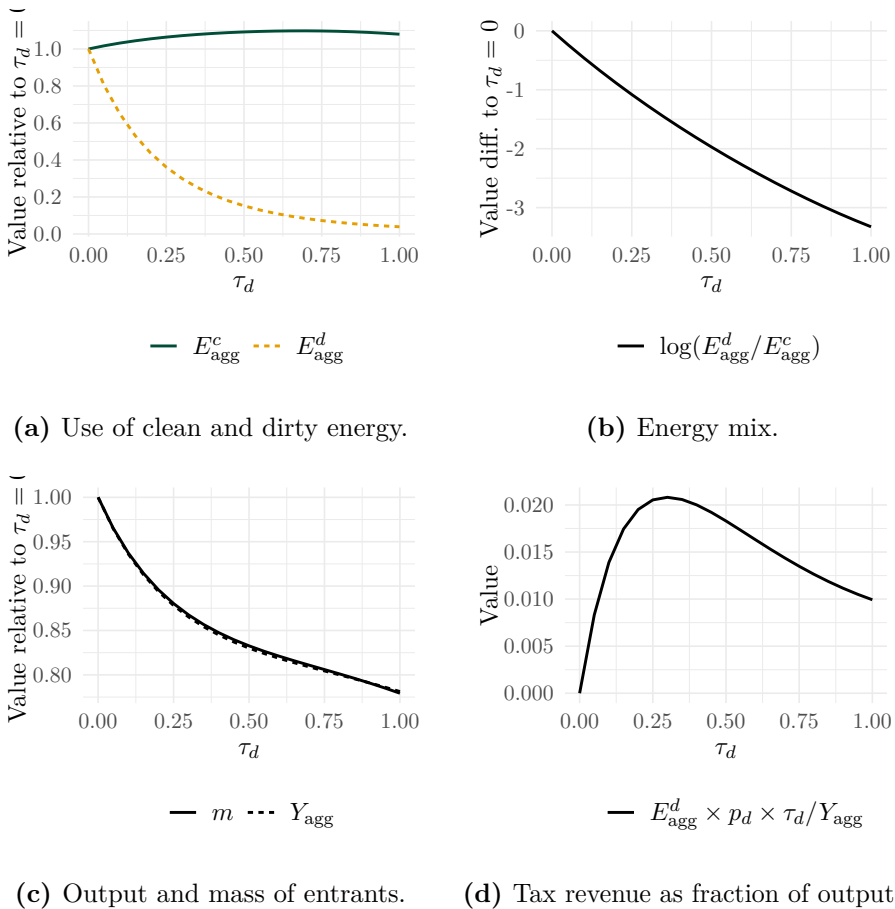 Value relative to τ_d = (
1.0
0.8
0.6
0.4
0.2
0.0
0.00 0.25 0.50 0.75 1.00
τ_d
E^c_agg E^d_agg
(a) Use of clean and dirty energy.
Value diff. to τ_d = 0
0
-1
-2
-3
0.00 0.25 0.50 0.75 1.00
τ_d
log(E^d_agg/E^c_agg)
(b) Energy mix.
Value relative to τ_d = (
1.00
0.95
0.90
0.85
0.80
0.00 0.25 0.50 0.75 1.00
τ_d
m Y_agg
(c) Output and mass of entrants.
Value
0.020
0.015
0.010
0.005
0.000
0.00 0.25 0.50 0.75 1.00
τ_d
E^d_agg × p_d × τ_d/Y_agg
(d) Tax revenue as fraction of output